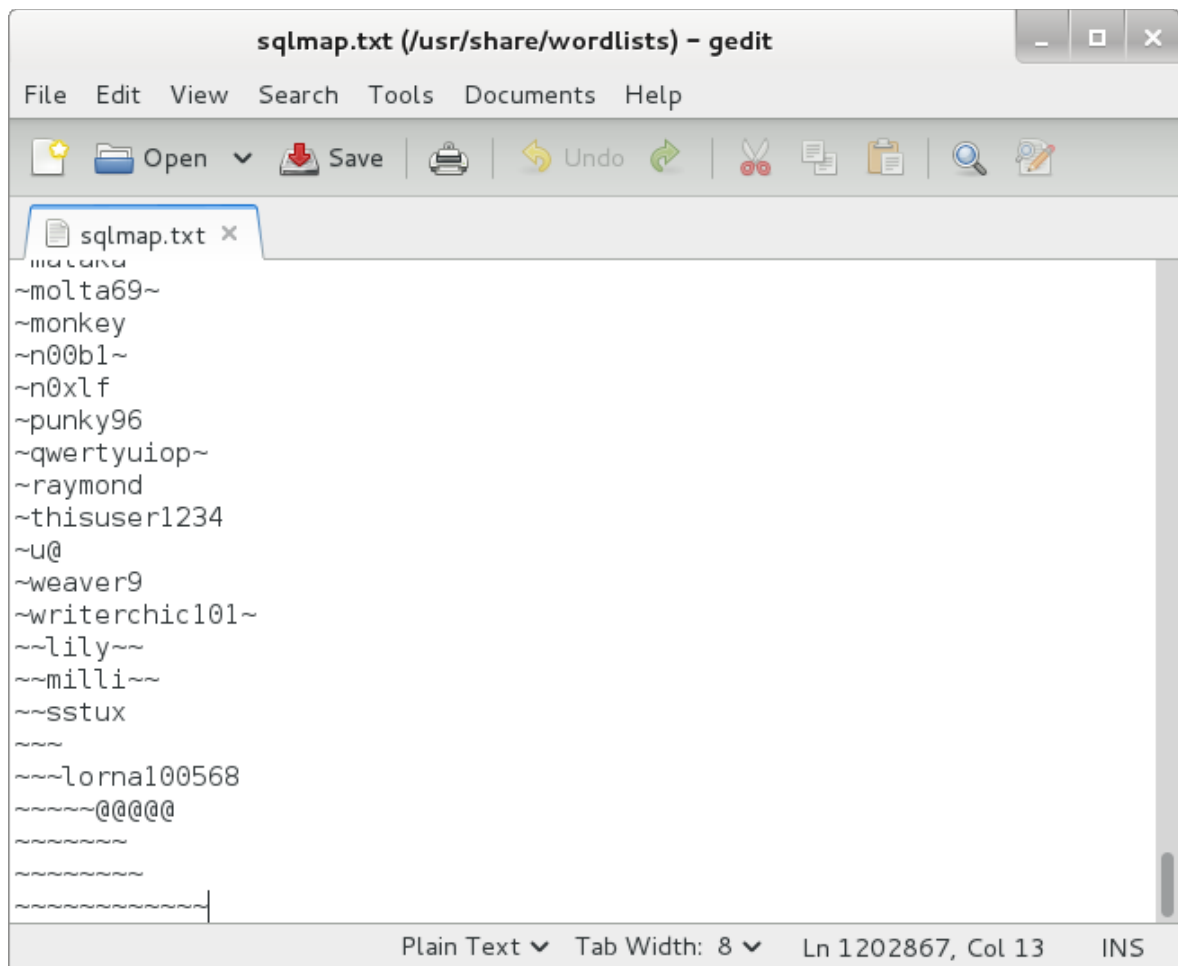 sqlmap.txt (/usr/share/wordlists) – gedit
File Edit View Search Tools Documents Help
Open Save Undo
sqlmap.txt
~molta69~
~monkey
~n00b1~
~n0xlf
~punky96
~qwertyuiop~
~raymond
~thisuser1234
~u@
~weaver9
~writerchic101~
~~lily~~
~~milli~~
~~sstux
~~~
~~~lorna100568
~~~~~@@@@@
~~~~~~~
~~~~~~~~
~~~~~~~~~~~~
Plain Text Tab Width: 8 Ln 1202867, Col 13 INS